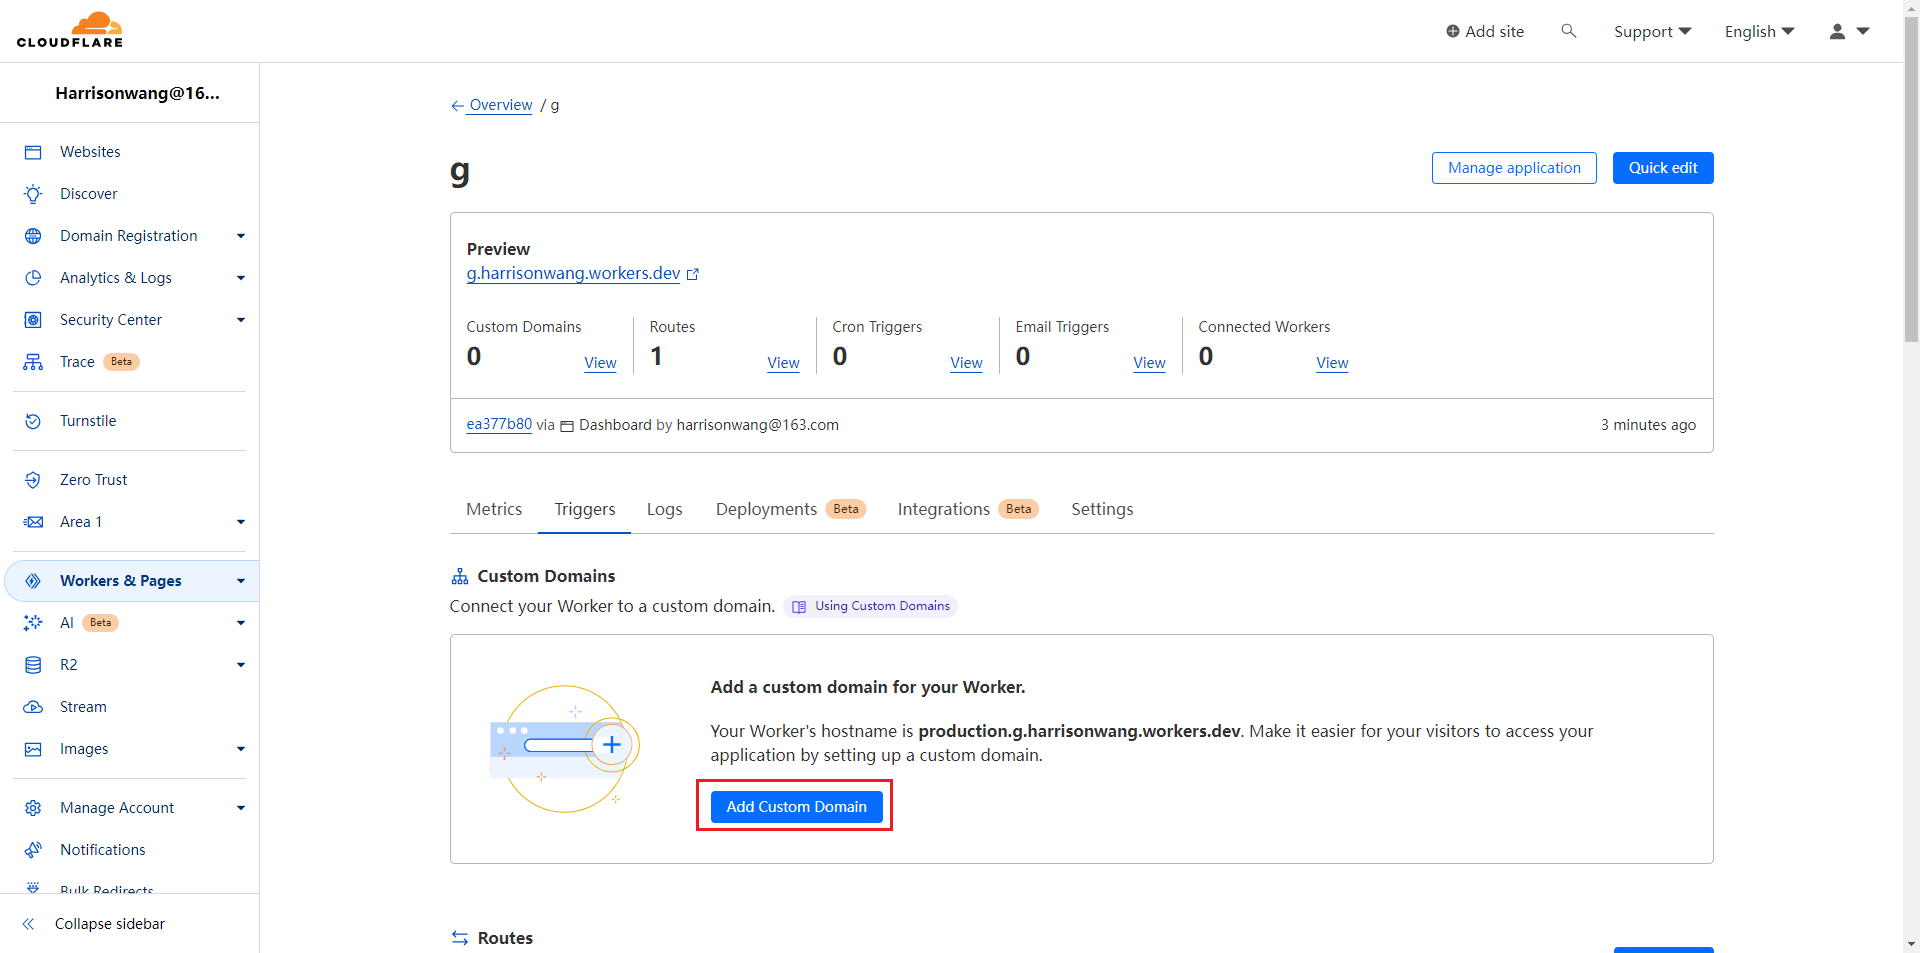 CLOUDFLARE
Add site
Support
English
Harrisonwang@16...
Websites
Discover
Domain Registration
Analytics & Logs
Security Center
Trace Beta
Turnstile
Zero Trust
Area 1
Workers & Pages
AI Beta
R2
Stream
Images
Manage Account
Notifications
Bulk Redirects
Collapse sidebar
Overview / g
g
Manage application
Quick edit
Preview
g.harrisonwang.workers.dev
Custom Domains
0 View
Routes
1 View
Cron Triggers
0 View
Email Triggers
0 View
Connected Workers
0 View
ea377b80 via Dashboard by harrisonwang@163.com
3 minutes ago
Metrics Triggers Logs Deployments Beta Integrations Beta Settings
Custom Domains
Connect your Worker to a custom domain. Using Custom Domains
Add a custom domain for your Worker.
Your Worker's hostname is production.g.harrisonwang.workers.dev. Make it easier for your visitors to access your
application by setting up a custom domain.
Add Custom Domain
Routes